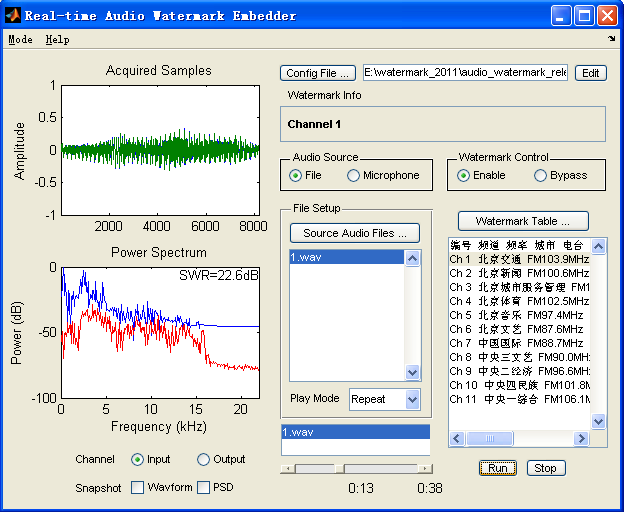 Real-time Audio Watermark Embedder
Mode Help
Acquired Samples
Amplitude
1
0.5
0
-0.5
-1
2000 4000 6000 8000
Power Spectrum
SWR=22.6dB
Power (dB)
0
-50
-100
0 5 10 15 20
Frequency (kHz)
Channel Input Output
Snapshot Wavform PSD
Config File ... E:\watermark_2011\audio_watermark_rele Edit
Watermark Info
Channel 1
Audio Source
File Microphone
Watermark Control
Enable Bypass
File Setup
Source Audio Files ...
1.wav
Play Mode Repeat
1.wav
0:13 0:38
Watermark Table ...
编号 频道 频率 城市 电台
Ch 1 北京交通 FM103.9MHz
Ch 2 北京新闻 FM100.6MHz
Ch 3 北京城市服务管理 FM1
Ch 4 北京体育 FM102.5MHz
Ch 5 北京音乐 FM97.4MHz
Ch 6 北京文艺 FM87.6MHz
Ch 7 中国国际 FM88.7MHz
Ch 8 中央三文艺 FM90.0MHz
Ch 9 中央二经济 FM96.6MHz
Ch 10 中央四民族 FM101.8M
Ch 11 中央一综合 FM106.1M
Run Stop